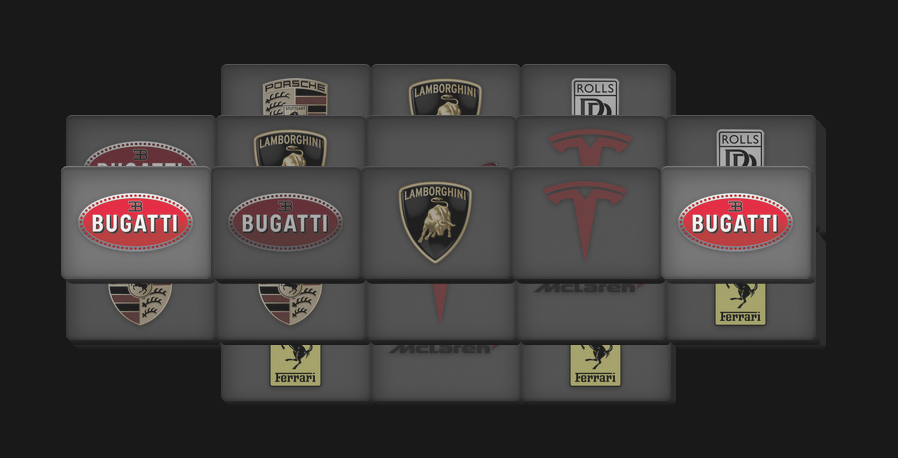 PORSCHE
LAMBORGHINI
ROLLS
LAMBORGHINI
ROLLS
BUGATTI
BUGATTI
LAMBORGHINI
BUGATTI
McLaren
Ferrari
Ferrari
McLaren
Ferrari